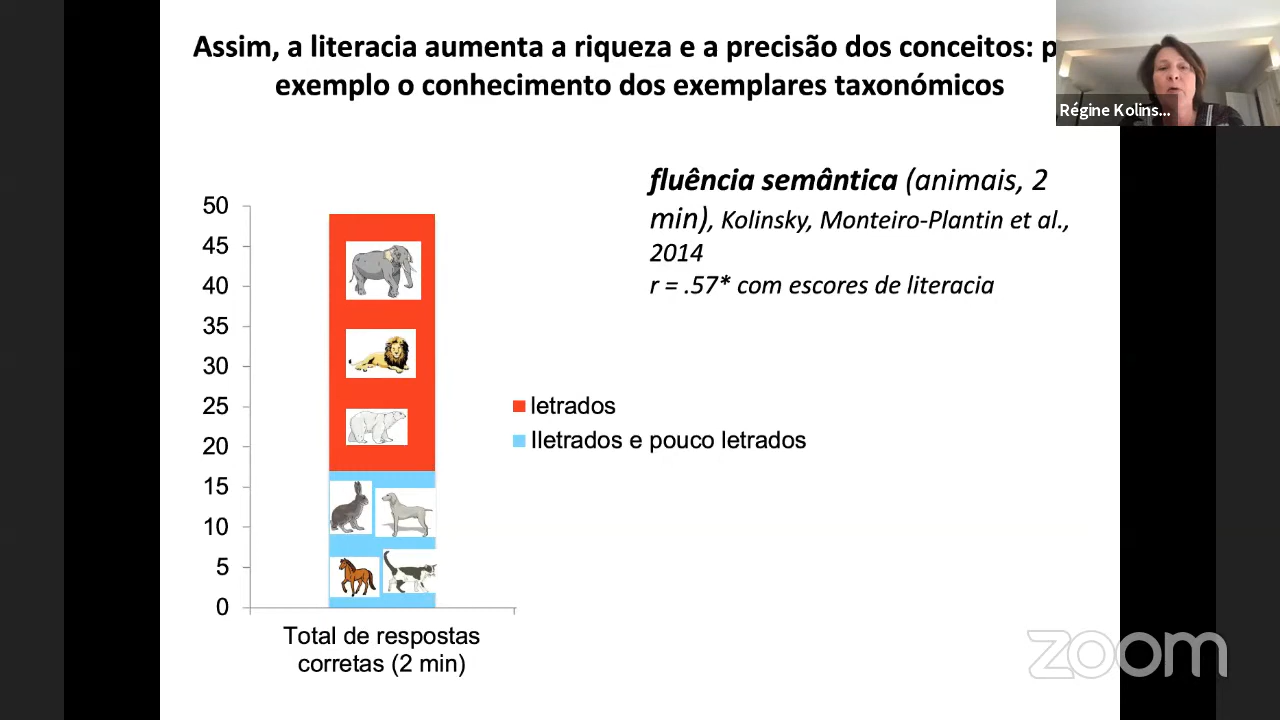 Assim, a literacia aumenta a riqueza e a precisão dos conceitos: p
exemplo o conhecimento dos exemplares taxonómicos
Régine Kolins...
fluência semântica (animais, 2
min), Kolinsky, Monteiro-Plantin et al.,
2014
r = .57* com escores de literacia
50
45
40
35
30
25
20
15
10
5
0
letrados
Iletrados e pouco letrados
Total de respostas
corretas (2 min)
zoom